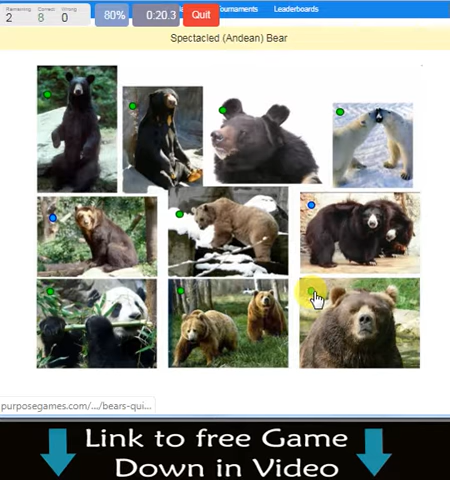 Remaining Correct Wrong
2 8 0 80% 0:20.3 Quit Tournaments Leaderboards
Spectacled (Andean) Bear
purposegames.com/.../bears-qui...
Link to free Game
Down in Video